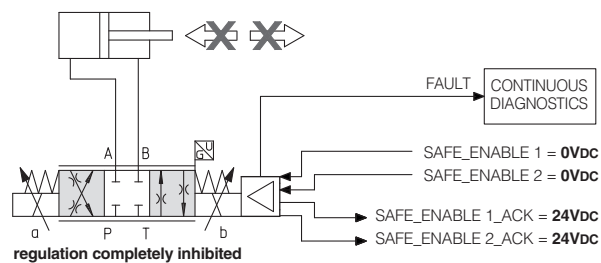 FAULT
CONTINUOUS
DIAGNOSTICS
A B
U
G
SAFE_ENABLE 1 = 0VDC
SAFE_ENABLE 2 = 0VDC
SAFE_ENABLE 1_ACK = 24VDC
SAFE_ENABLE 2_ACK = 24VDC
a P T b
regulation completely inhibited